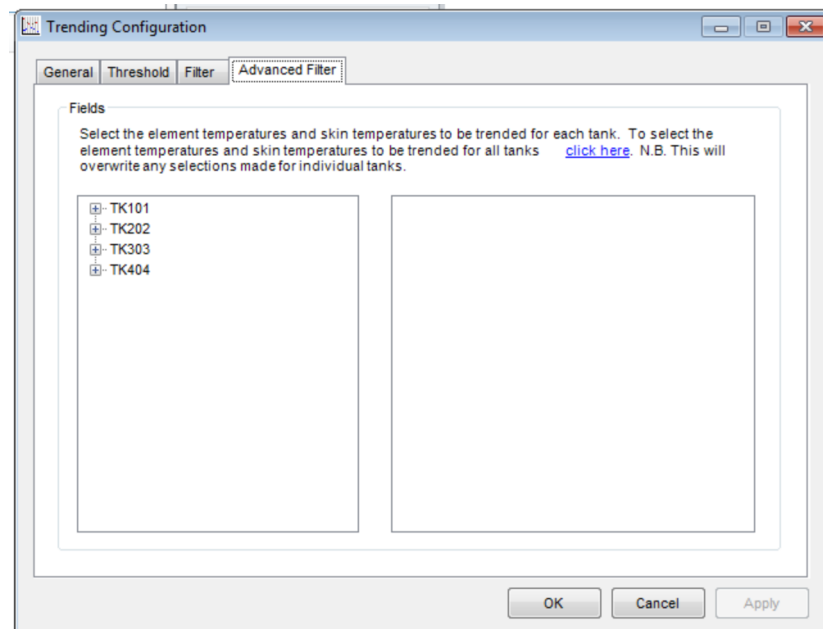 Trending Configuration
General Threshold Filter Advanced Filter
Fields
Select the element temperatures and skin temperatures to be trended for each tank. To select the
element temperatures and skin temperatures to be trended for all tanks click here. N.B. This will
overwrite any selections made for individual tanks.
TK101
TK202
TK303
TK404
OK Cancel Apply